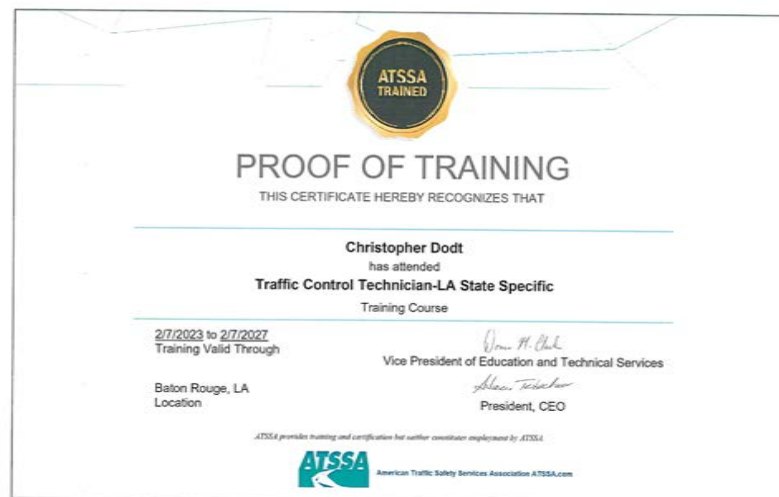 ATSSA
TRAINED
PROOF OF TRAINING
THIS CERTIFICATE HEREBY RECOGNIZES THAT
Christopher Dodt
has attended
Traffic Control Technician-LA State Specific
Training Course
2/7/2023 to 2/7/2027
Training Valid Through
Vice President of Education and Technical Services
Baton Rouge, LA
Location
President, CEO
ATSSA provides training and certification but neither constitutes employment by ATSSA.
ATSSA
American Traffic Safety Services Association ATSSA.com